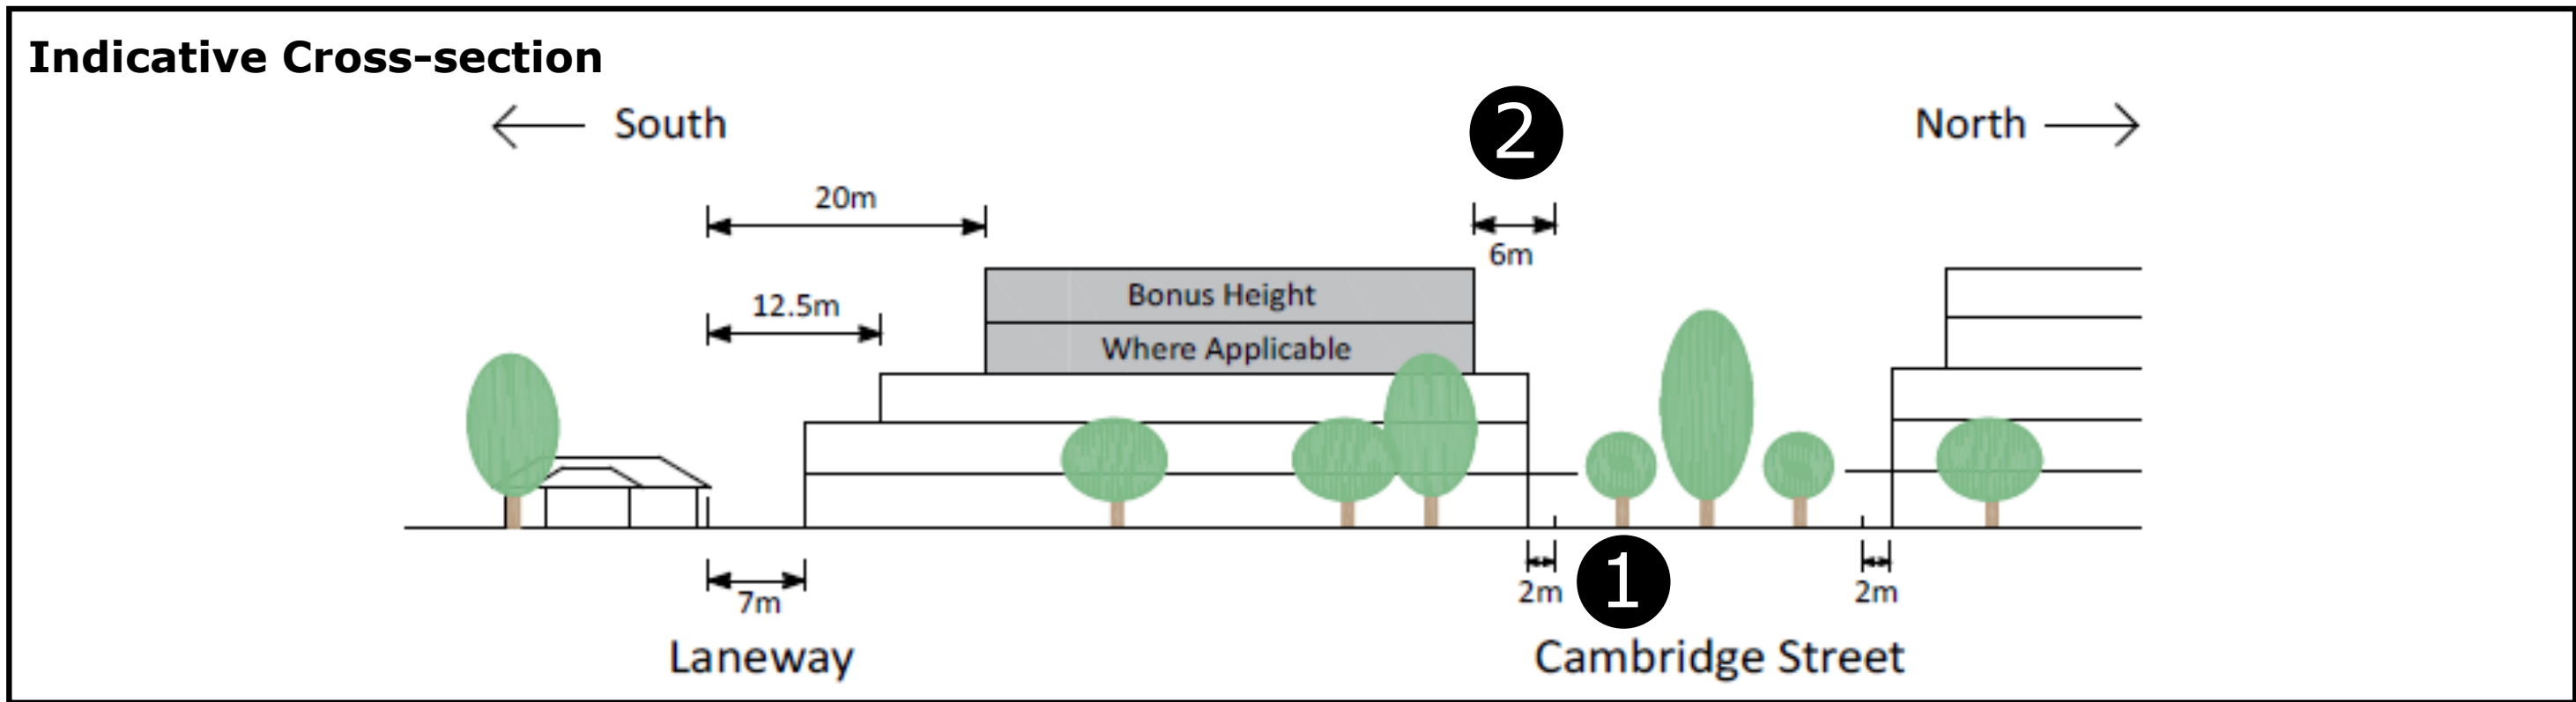 Indicative Cross-section
South
2
North
20m
6m
Bonus Height
12.5m
Where Applicable
2m
1
2m
7m
Laneway
Cambridge Street